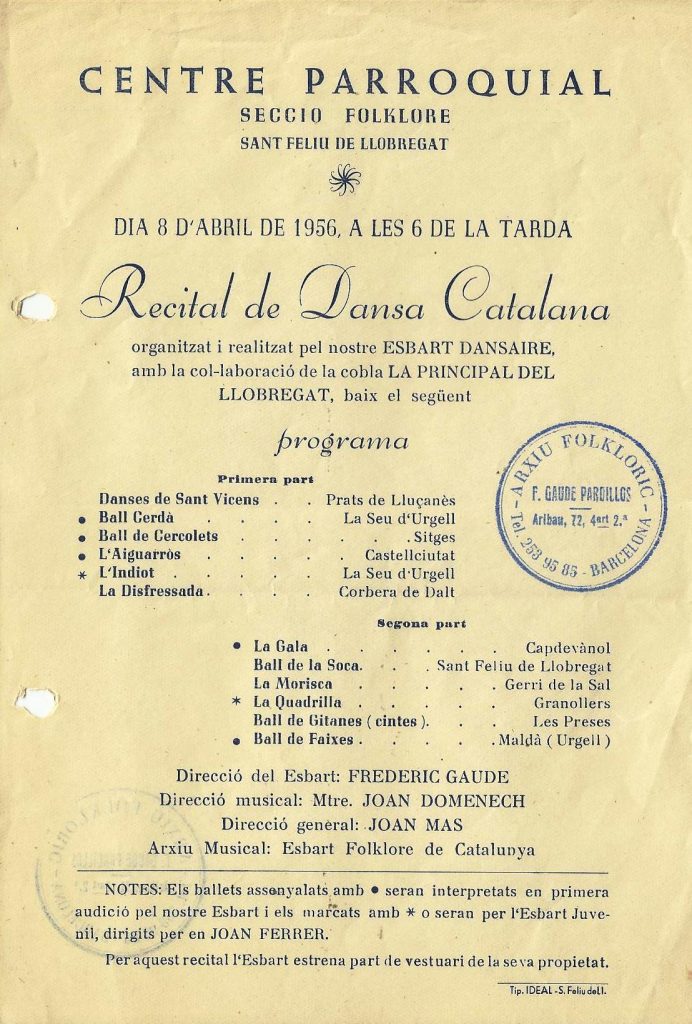 CENTRE PARROQUIAL
SECCIO FOLKLORE
SANT FELIU DE LLOBREGAT
DIA 8 D'ABRIL DE 1956, A LES 6 DE LA TARDA
Recital de Dansa Catalana
organitzat i realitzat pel nostre ESBART DANSAIRE,
amb la col-laboració de la cobla LA PRINCIPAL DEL
LLOBREGAT, baix el següent
programa
Primera part
Danses de Sant Vicens . . Prats de Lluçanès
● Ball Cerdà . . . . La Seu d'Urgell
● Ball de Cercolets . . . . . Sitges
● L'Aiguarròs . . . . Castellciutat
* L'Indiot . . . . . La Seu d'Urgell
La Disfressada . . . . Corbera de Dalt
ARXIU FOLKLORIC
F. GAUDE PARDILLOS
Aribau, 72, 4art 2.ª
Tel. 253 95 85 - BARCELONA
Segona part
● La Gala . . . . . . Capdevànol
Ball de la Soca. . . . Sant Feliu de Llobregat
La Morisca . . . . . Gerri de la Sal
* La Quadrilla . . . . . Granollers
Ball de Gitanes ( cintes ). . . Les Preses
● Ball de Faixes . . . . . Maldà ( Urgell )
Direcció del Esbart: FREDERIC GAUDE
Direcció musical: Mtre. JOAN DOMENECH
Direcció general: JOAN MAS
Arxiu Musical: Esbart Folklore de Catalunya
NOTES: Els ballets assenyalats amb ● seran interpretats en primera
audició pel nostre Esbart i els marcats amb * o seran per l'Esbart Juve-
nil, dirigits per en JOAN FERRER.
Per aquest recital l'Esbart estrena part de vestuari de la seva propietat.
Tip. IDEAL - S. Feliu de Ll.